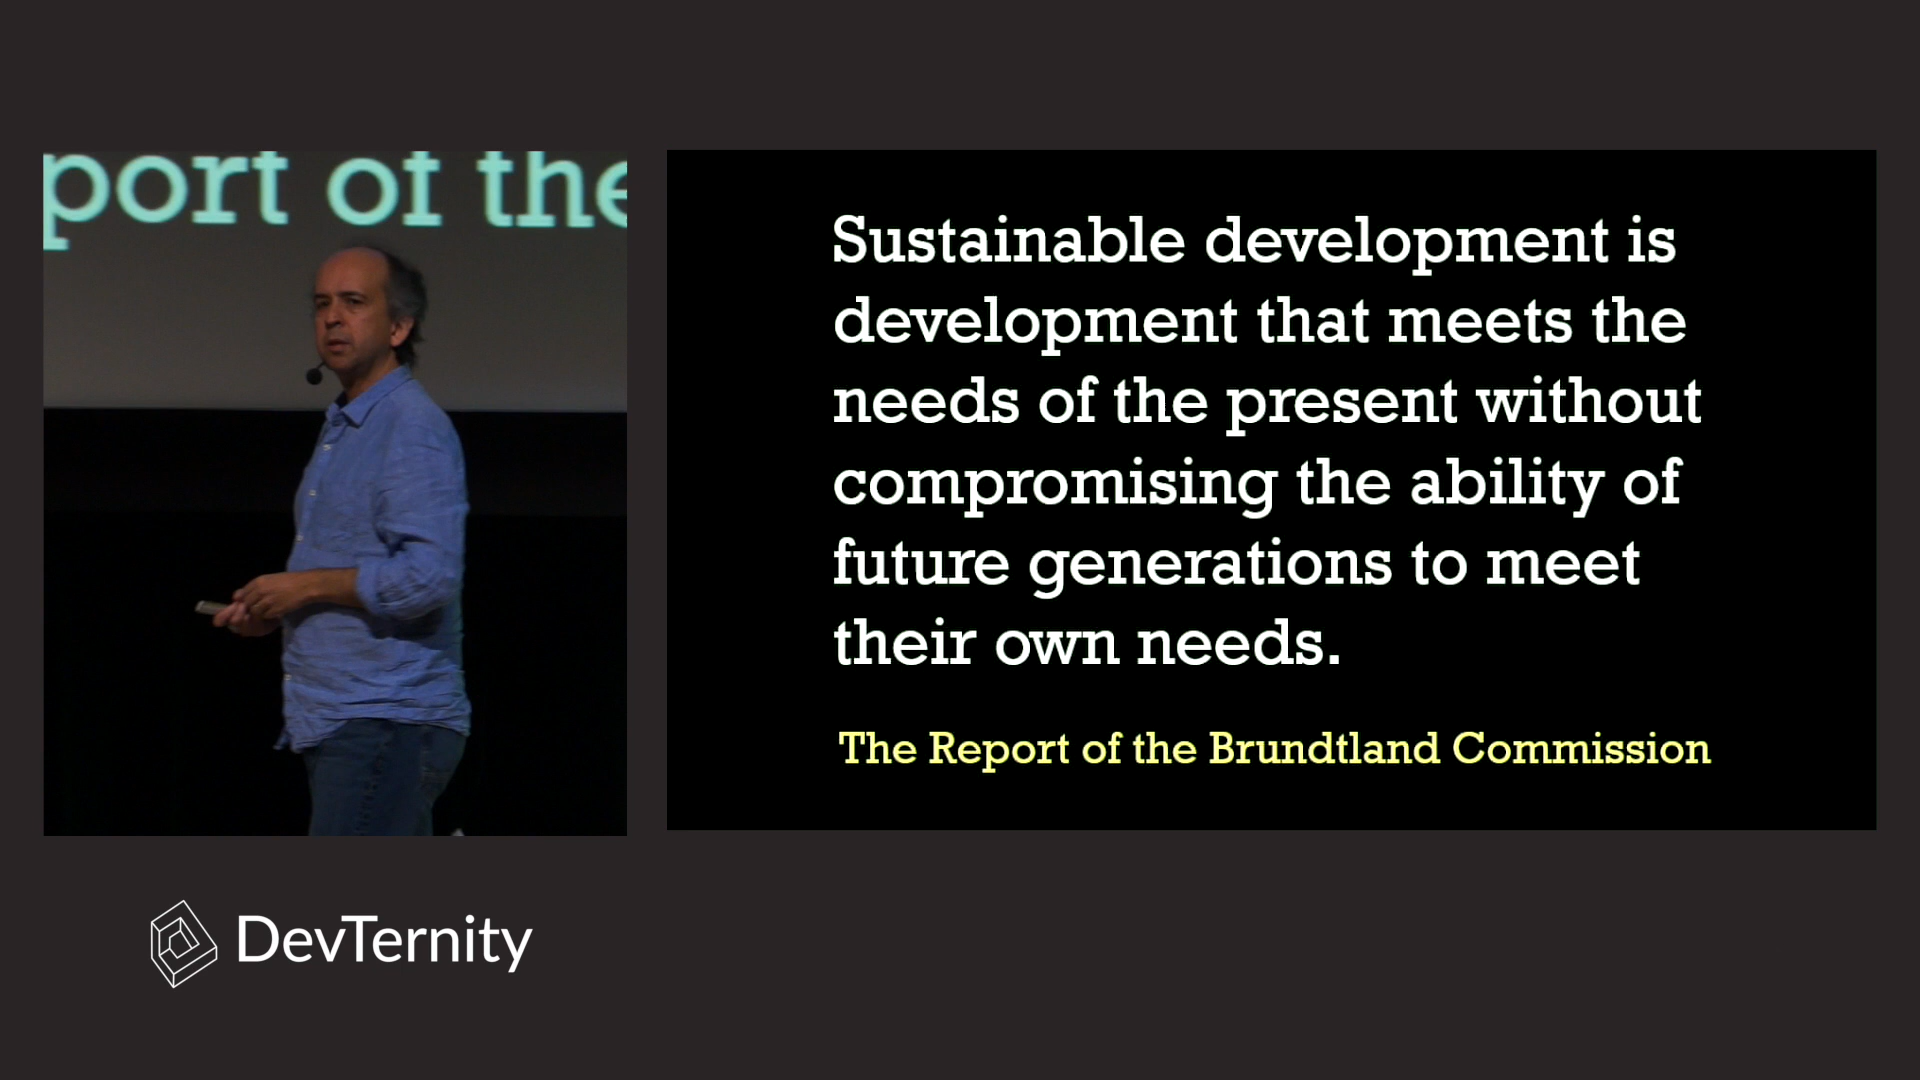 port of the
Sustainable development is
development that meets the
needs of the present without
compromising the ability of
future generations to meet
their own needs.
The Report of the Brundtland Commission
DevTernity